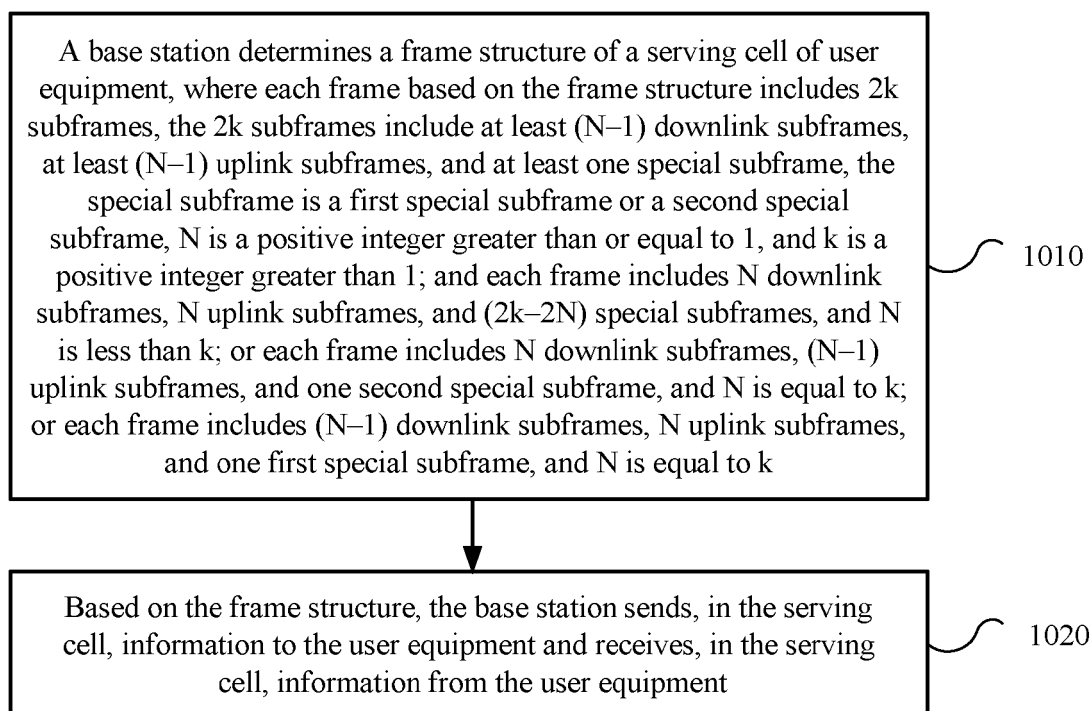 A base station determines a frame structure of a serving cell of user
equipment, where each frame based on the frame structure includes 2k
subframes, the 2k subframes include at least (N–1) downlink subframes,
at least (N–1) uplink subframes, and at least one special subframe, the
special subframe is a first special subframe or a second special
subframe, N is a positive integer greater than or equal to 1, and k is a
positive integer greater than 1; and each frame includes N downlink
subframes, N uplink subframes, and (2k–2N) special subframes, and N
is less than k; or each frame includes N downlink subframes, (N–1)
uplink subframes, and one second special subframe, and N is equal to k;
or each frame includes (N–1) downlink subframes, N uplink subframes,
and one first special subframe, and N is equal to k
1010
Based on the frame structure, the base station sends, in the serving
cell, information to the user equipment and receives, in the serving
cell, information from the user equipment
1020